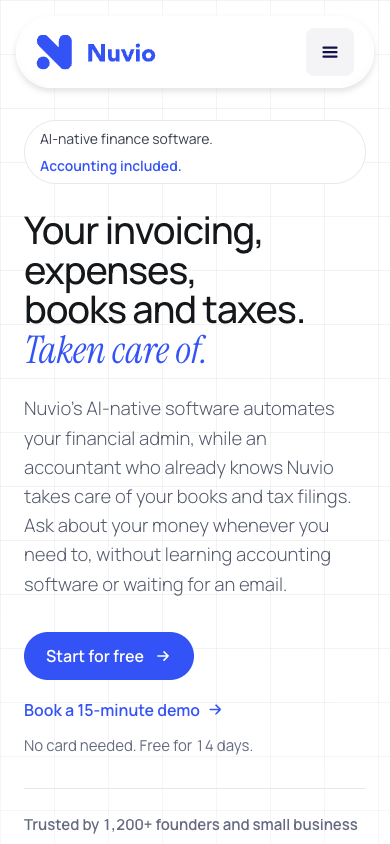 Nuvio
AI-native finance software.
Accounting included.
Your invoicing,
expenses,
books and taxes.
Taken care of.
Nuvio's AI-native software automates
your financial admin, while an
accountant who already knows Nuvio
takes care of your books and tax filings.
Ask about your money whenever you
need to, without learning accounting
software or waiting for an email.
Start for free →
Book a 15-minute demo →
No card needed. Free for 14 days.
Trusted by 1,200+ founders and small business